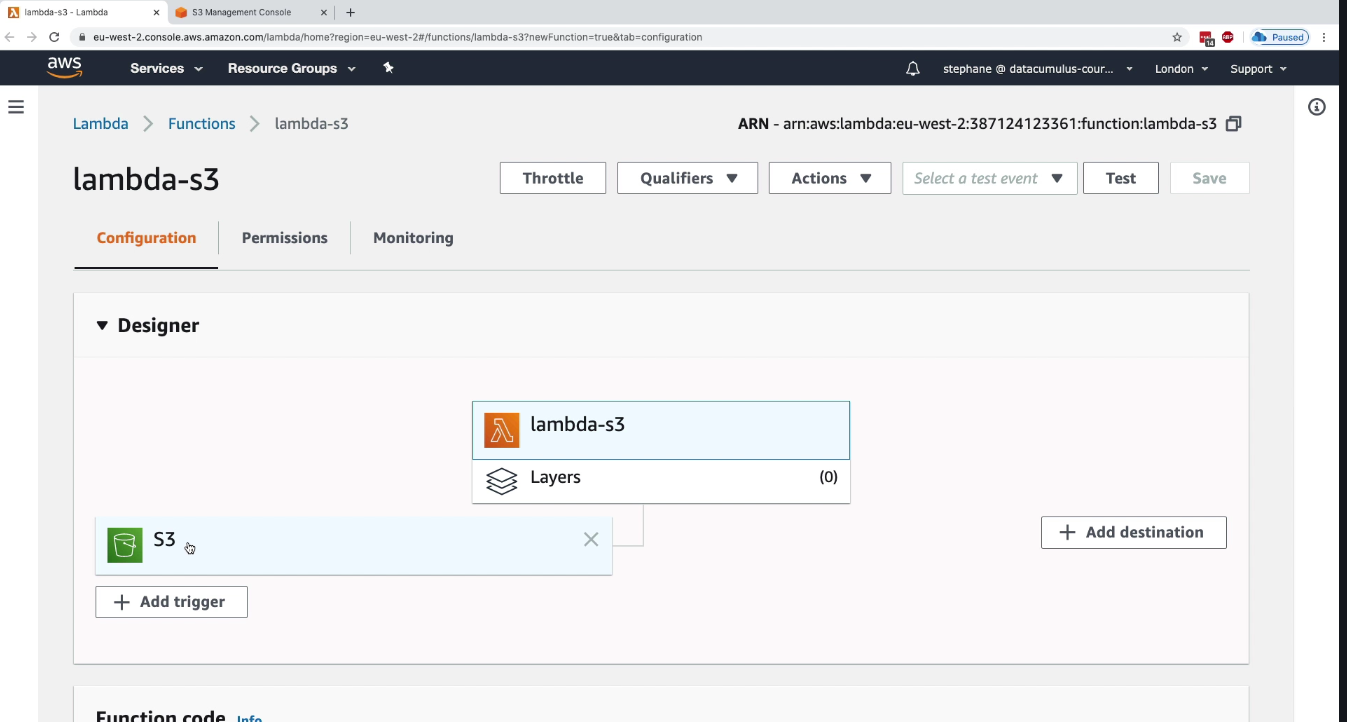 lambda-s3 - Lambda
S3 Management Console
eu-west-2.console.aws.amazon.com/lambda/home?region=eu-west-2#/functions/lambda-s3?newFunction=true&tab=configuration
14
ABP
Paused
aws
Services
Resource Groups
stephane @ datacumulus-cour...
London
Support
Lambda
Functions
lambda-s3
ARN - arn:aws:lambda:eu-west-2:387124123361:function:lambda-s3
lambda-s3
Throttle
Qualifiers
Actions
Select a test event
Test
Save
Configuration
Permissions
Monitoring
Designer
lambda-s3
Layers
(0)
S3
Add destination
Add trigger
Function code Info